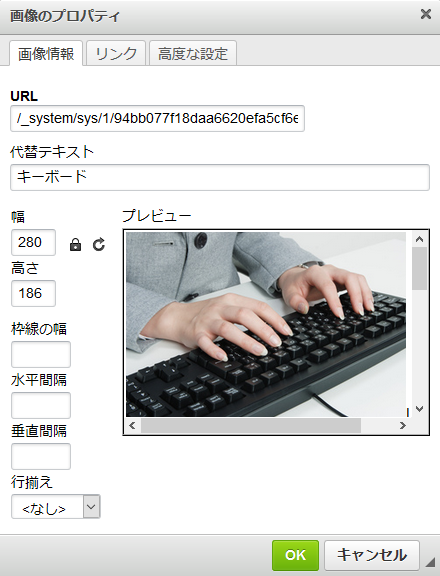 画像のプロパティ
画像情報 リンク 高度な設定
URL
/_system/sys/1/94bb077f18daa6620efa5cf6e
代替テキスト
キーボード
幅 プレビュー
280
高さ
186
枠線の幅
水平間隔
垂直間隔
行揃え
<なし>
OK キャンセル